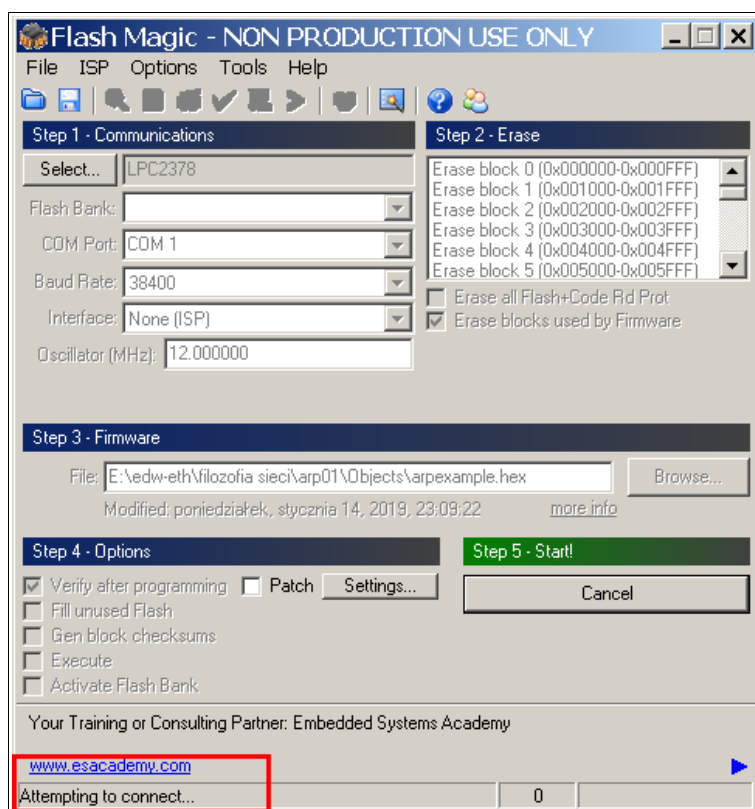 Flash Magic - NON PRODUCTION USE ONLY
File ISP Options Tools Help
Step 1 - Communications
Select... LPC2378
Flash Bank:
COM Port: COM 1
Baud Rate: 38400
Interface: None (ISP)
Oscillator (MHz): 12.000000
Step 2 - Erase
Erase block 0 (0x000000-0x000FFF)
Erase block 1 (0x001000-0x001FFF)
Erase block 2 (0x002000-0x002FFF)
Erase block 3 (0x003000-0x003FFF)
Erase block 4 (0x004000-0x004FFF)
Erase block 5 (0x005000-0x005FFF)
Erase all Flash+Code Rd Prot
Erase blocks used by Firmware
Step 3 - Firmware
File: E:\edw-eth\filozofia sieci\arp01\Objects\arpexample.hex Browse...
Modified: poniedziałek, stycznia 14, 2019, 23:09:22 more info
Step 4 - Options
Verify after programming Patch Settings...
Fill unused Flash
Gen block checksums
Execute
Activate Flash Bank
Step 5 - Start!
Cancel
Your Training or Consulting Partner: Embedded Systems Academy
www.esacademy.com
Attempting to connect... 0